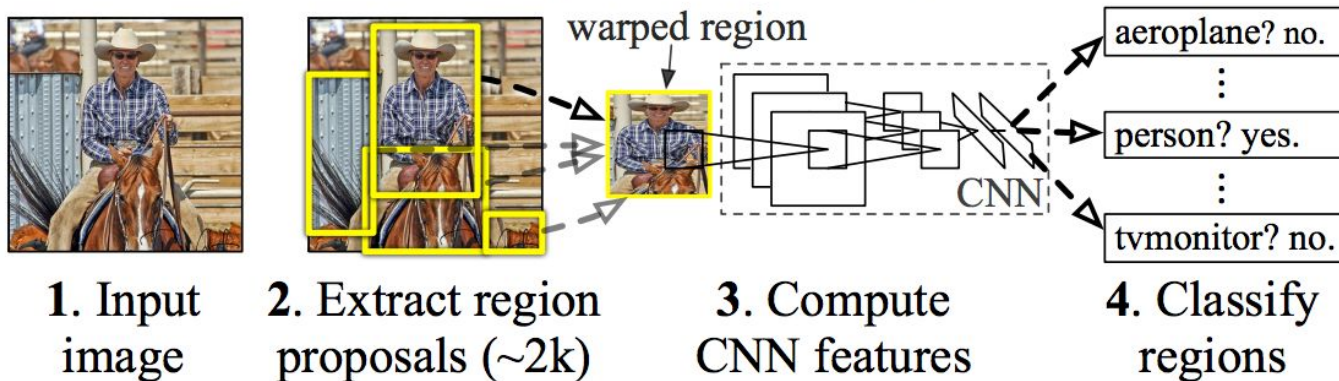 warped region
aeroplane? no.
⋮
person? yes.
⋮
tvmonitor? no.
CNN
1. Input
image
2. Extract region
proposals (~2k)
3. Compute
CNN features
4. Classify
regions